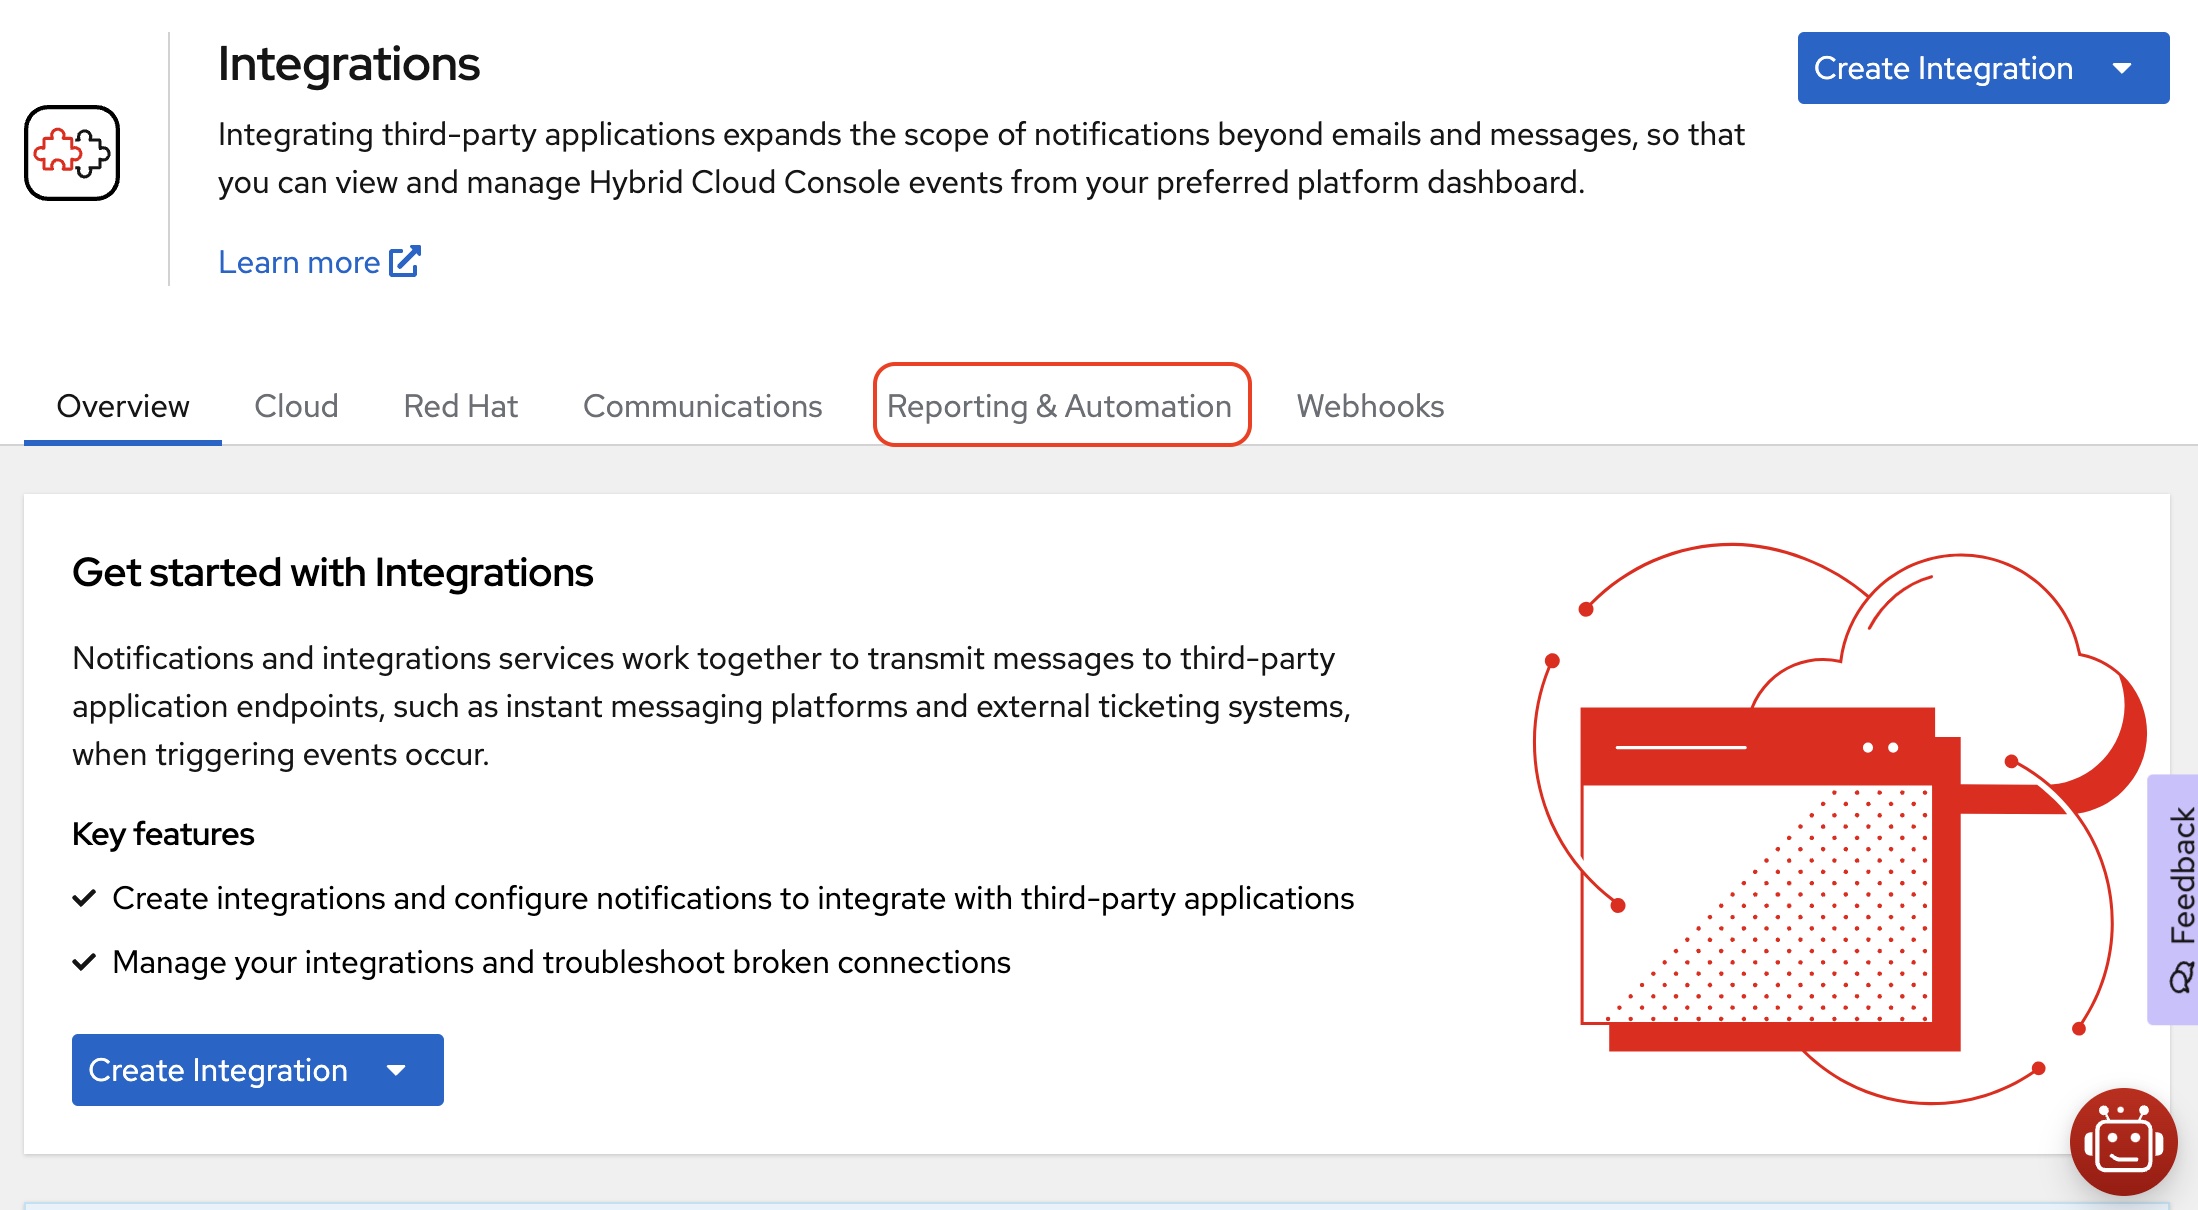 Integrations
Create Integration
Integrating third-party applications expands the scope of notifications beyond emails and messages, so that
you can view and manage Hybrid Cloud Console events from your preferred platform dashboard.
Learn more
Overview Cloud Red Hat Communications Reporting & Automation Webhooks
Get started with Integrations
Notifications and integrations services work together to transmit messages to third-party
application endpoints, such as instant messaging platforms and external ticketing systems,
when triggering events occur.
Key features
Create integrations and configure notifications to integrate with third-party applications
Manage your integrations and troubleshoot broken connections
Create Integration
Feedback